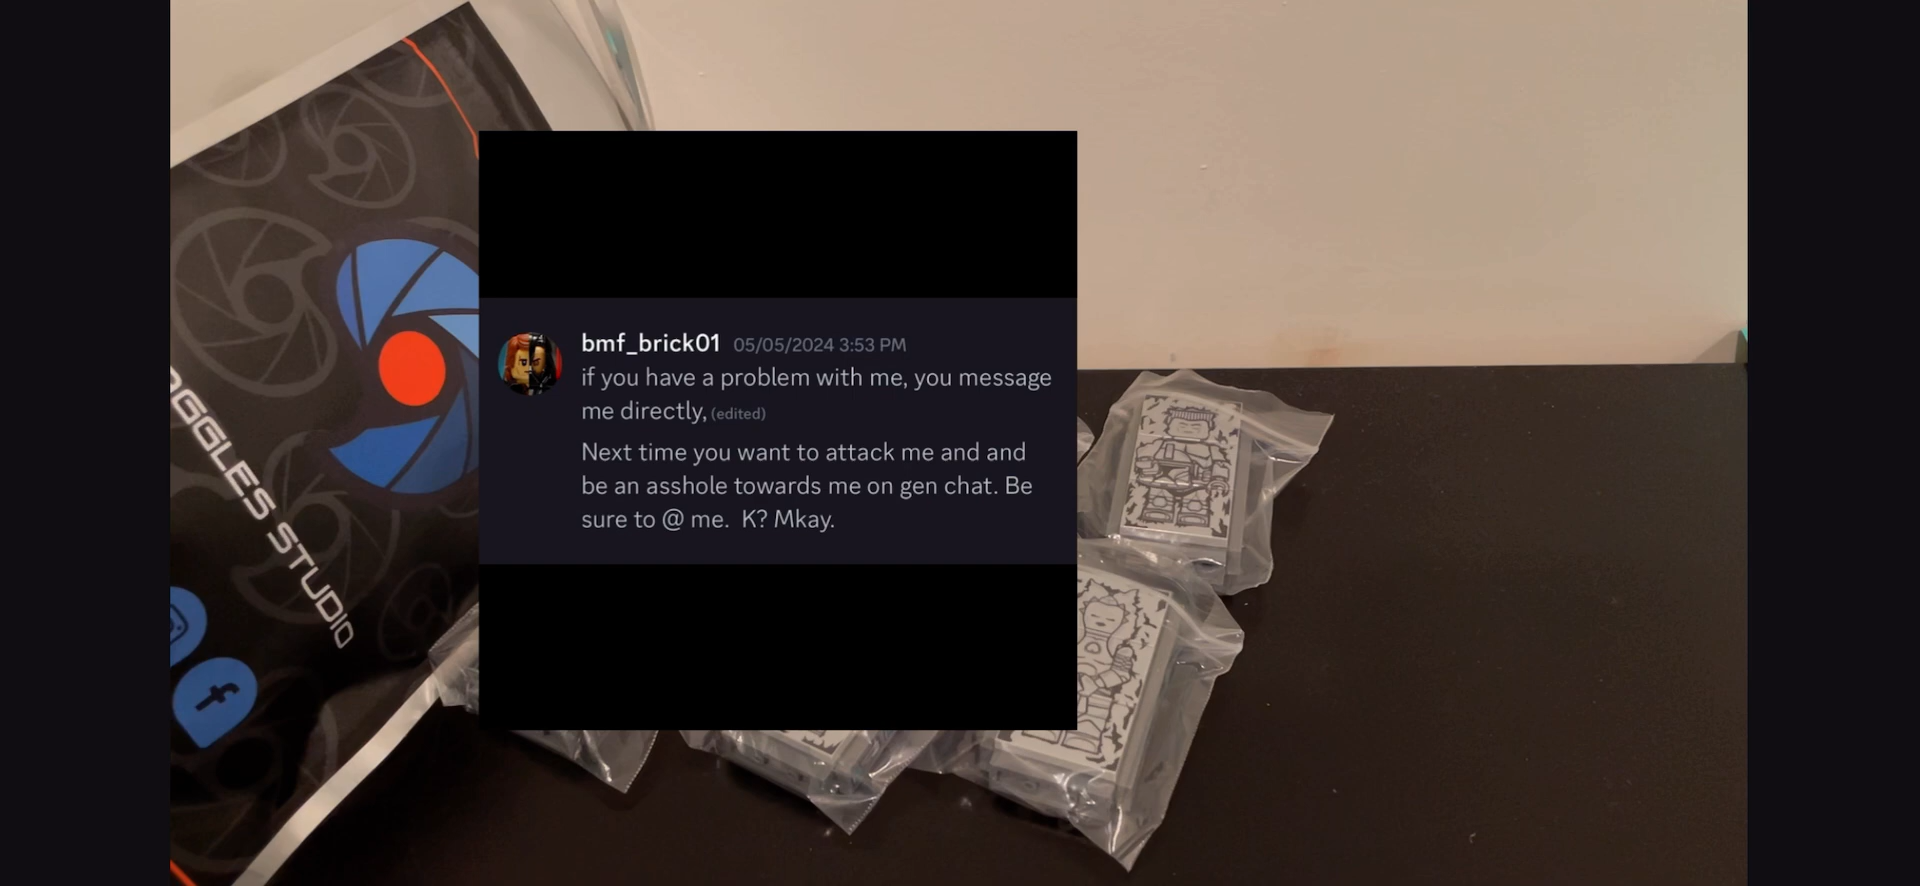 bmf_brick01 05/05/2024 3:53 PM
if you have a problem with me, you message
me directly, (edited)
Next time you want to attack me and and
be an asshole towards me on gen chat. Be
sure to @ me.  K? Mkay.
OGGLES STUDIO
f